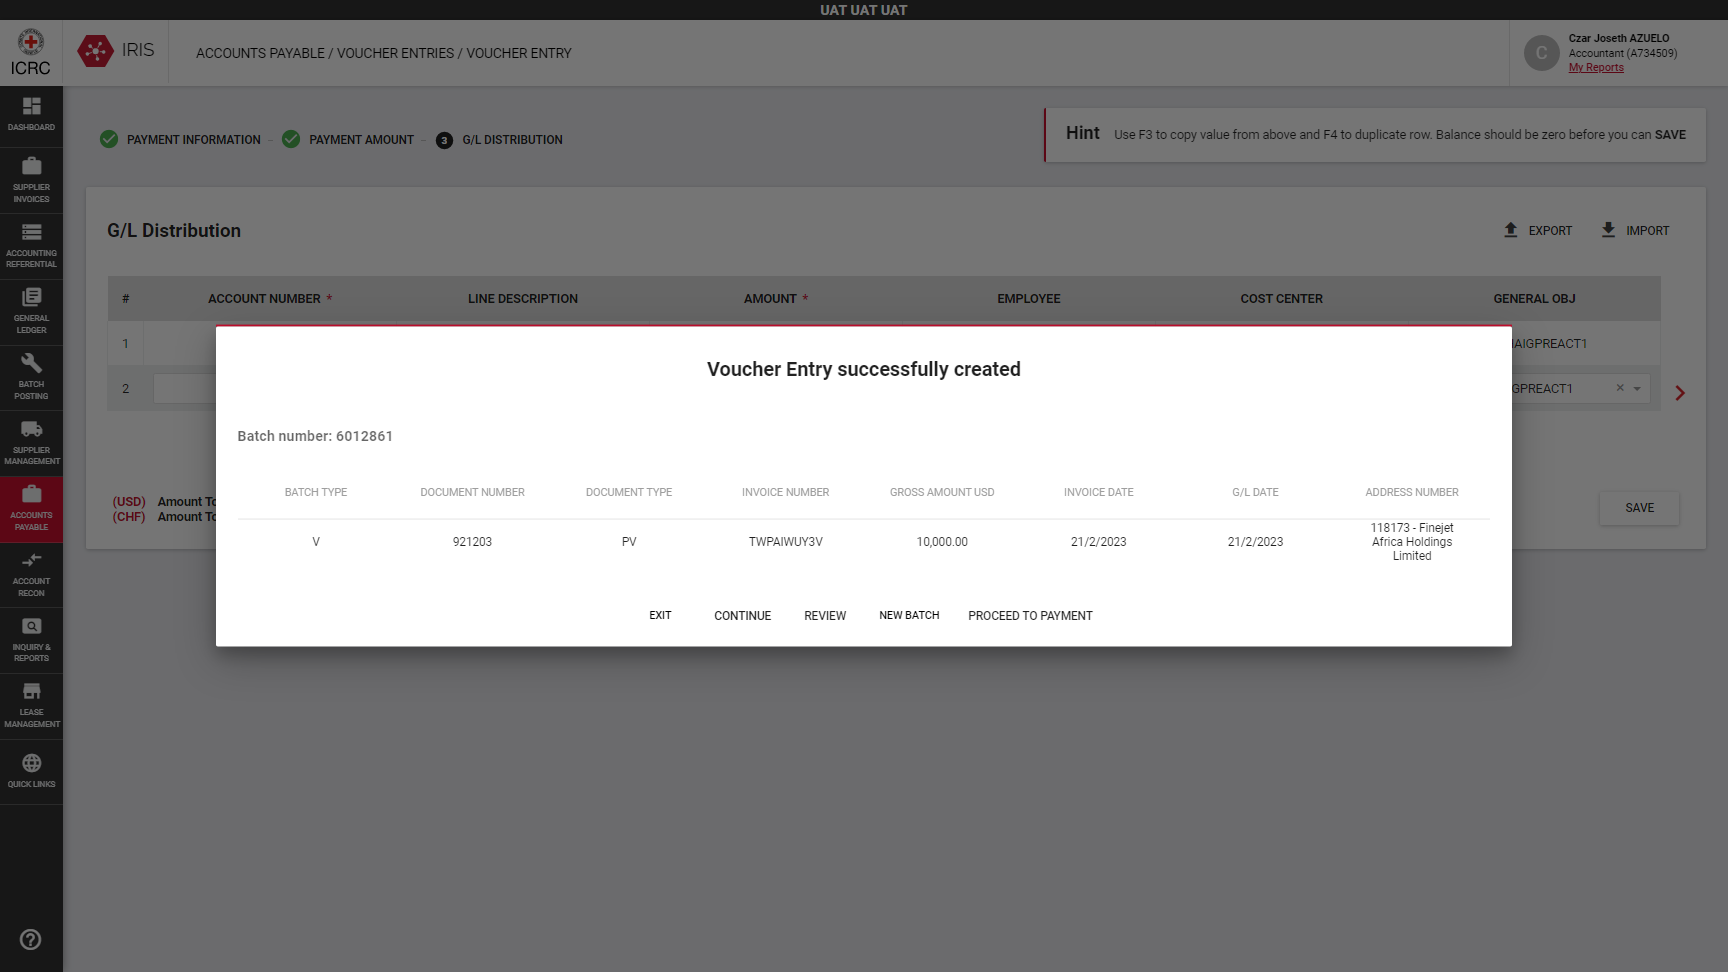 UAT UAT UAT
ICRC
IRIS
ACCOUNTS PAYABLE / VOUCHER ENTRIES / VOUCHER ENTRY
C
Czar Joseth AZUELO
Accountant (A734509)
My Reports
DASHBOARD
SUPPLIER
INVOICES
ACCOUNTING
REFERENTIAL
GENERAL
LEDGER
BATCH
POSTING
SUPPLIER
MANAGEMENT
ACCOUNTS
PAYABLE
ACCOUNT
RECON
INQUIRY &
REPORTS
LEASE
MANAGEMENT
QUICK LINKS
PAYMENT INFORMATION
PAYMENT AMOUNT
3 G/L DISTRIBUTION
Hint Use F3 to copy value from above and F4 to duplicate row. Balance should be zero before you can SAVE
G/L Distribution
EXPORT
IMPORT
# ACCOUNT NUMBER * LINE DESCRIPTION AMOUNT * EMPLOYEE COST CENTER GENERAL OBJ
1 AIGPREACT1
2 GPREACT1 ×
(USD) Amount To
(CHF) Amount To
SAVE
Voucher Entry successfully created
Batch number: 6012861
BATCH TYPE DOCUMENT NUMBER DOCUMENT TYPE INVOICE NUMBER GROSS AMOUNT USD INVOICE DATE G/L DATE ADDRESS NUMBER
V 921203 PV TWPAIWUY3V 10,000.00 21/2/2023 21/2/2023 118173 - Finejet
Africa Holdings
Limited
EXIT CONTINUE REVIEW NEW BATCH PROCEED TO PAYMENT